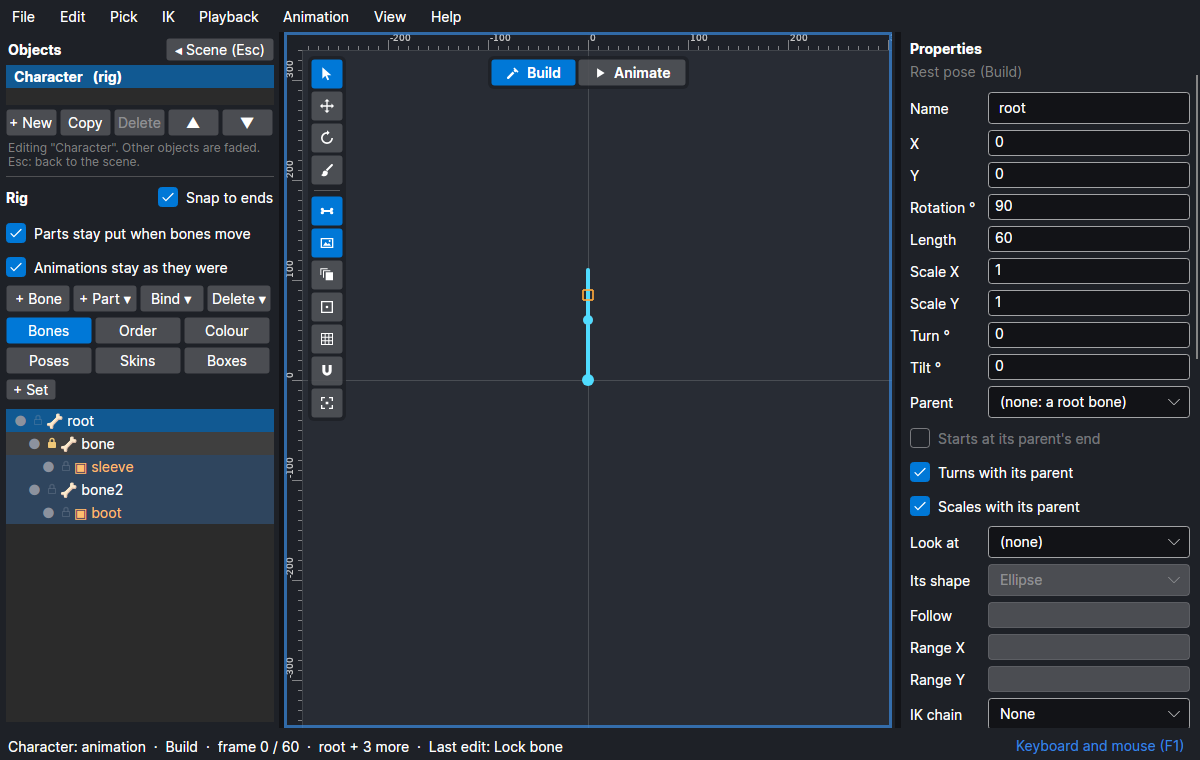 File Edit Pick IK Playback Animation View Help
Objects
◂ Scene (Esc)
Character (rig)
+ New Copy Delete ▲ ▼
Editing "Character". Other objects are faded.
Esc: back to the scene.
Rig
Snap to ends
Parts stay put when bones move
Animations stay as they were
+ Bone + Part ▾ Bind ▾ Delete ▾
Bones Order Colour
Poses Skins Boxes
+ Set
root
bone
sleeve
bone2
boot
-200 -100 0 100 200
300
200
100
0
-100
-200
-300
Build Animate
Properties
Rest pose (Build)
Name root
X 0
Y 0
Rotation ° 90
Length 60
Scale X 1
Scale Y 1
Turn ° 0
Tilt ° 0
Parent (none: a root bone)
Starts at its parent's end
Turns with its parent
Scales with its parent
Look at (none)
Its shape Ellipse
Follow
Range X
Range Y
IK chain None
Character: animation · Build · frame 0 / 60 · root + 3 more · Last edit: Lock bone
Keyboard and mouse (F1)